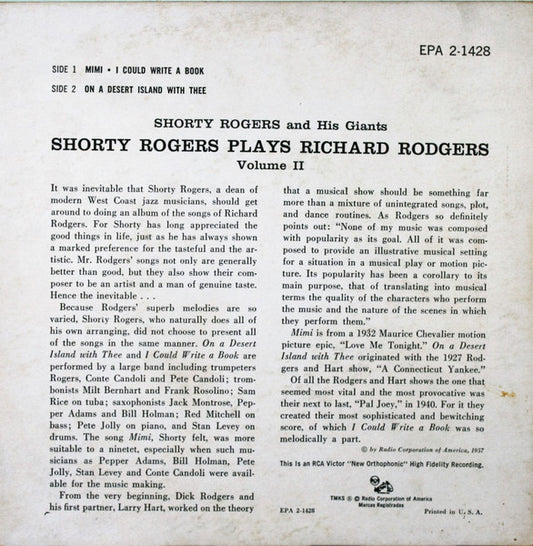 EPA 2-1428
SIDE 1 MIMI • I COULD WRITE A BOOK
SIDE 2 ON A DESERT ISLAND WITH THEE
SHORTY ROGERS and His Giants
SHORTY ROGERS PLAYS RICHARD RODGERS
Volume II
It was inevitable that Shorty Rogers, a dean of
modern West Coast jazz musicians, should get
around to doing an album of the songs of Richard
Rodgers. For Shorty has long appreciated the
good things in life, just as he has always shown
a marked preference for the tasteful and the ar-
tistic. Mr. Rodgers' songs not only are generally
better than good, but they also show their com-
poser to be an artist and a man of genuine taste.
Hence the inevitable . . .
Because Rodgers' superb melodies are so
varied, Shorty Rogers, who naturally does all of
his own arranging, did not choose to present all
of the songs in the same manner. On a Desert
Island with Thee and I Could Write a Book are
performed by a large band including trumpeters
Rogers, Conte Candoli and Pete Candoli; trom-
bonists Milt Bernhart and Frank Rosolino; Sam
Rice on tuba; saxophonists Jack Montrose, Pep-
per Adams and Bill Holman; Red Mitchell on
bass; Pete Jolly on piano, and Stan Levey on
drums. The song Mimi, Shorty felt, was more
suitable to a ninetet, especially when such mu-
sicians as Pepper Adams, Bill Holman, Pete
Jolly, Stan Levey and Conte Candoli were avail-
able for the music making.
From the very beginning, Dick Rodgers and
his first partner, Larry Hart, worked on the theory
that a musical show should be something far
more than a mixture of unintegrated songs, plot,
and dance routines. As Rodgers so definitely
points out: "None of my music was composed
with popularity as its goal. All of it was com-
posed to provide an illustrative musical setting
for a situation in a musical play or motion pic-
ture. Its popularity has been a corollary to its
main purpose, that of translating into musical
terms the quality of the characters who perform
the music and the nature of the scenes in which
they perform them."
Mimi is from a 1932 Maurice Chevalier motion
picture epic, "Love Me Tonight." On a Desert
Island with Thee originated with the 1927 Rod-
gers and Hart show, "A Connecticut Yankee."
Of all the Rodgers and Hart shows the one that
seemed most vital and the most provocative was
their next to last, "Pal Joey," in 1940. For it they
created their most sophisticated and bewitching
score, of which I Could Write a Book was so
melodically a part.
© by Radio Corporation of America, 1957
This is an RCA Victor "New Orthophonic" High Fidelity Recording.
TMKS ® © Radio Corporation of America
Marcas Registradas
EPA 2-1428
Printed in U. S. A.